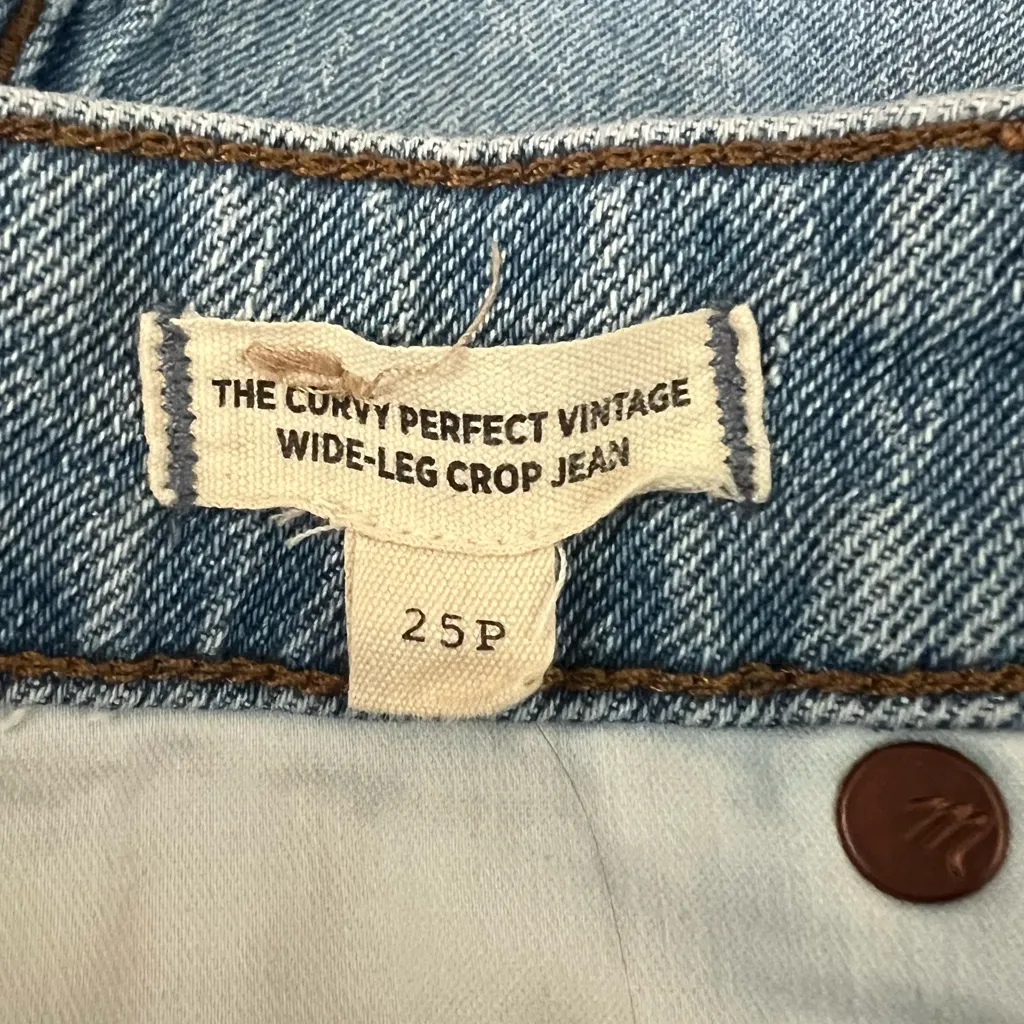 THE CURVY PERFECT VINTAGE
WIDE-LEG CROP JEAN
25P
m